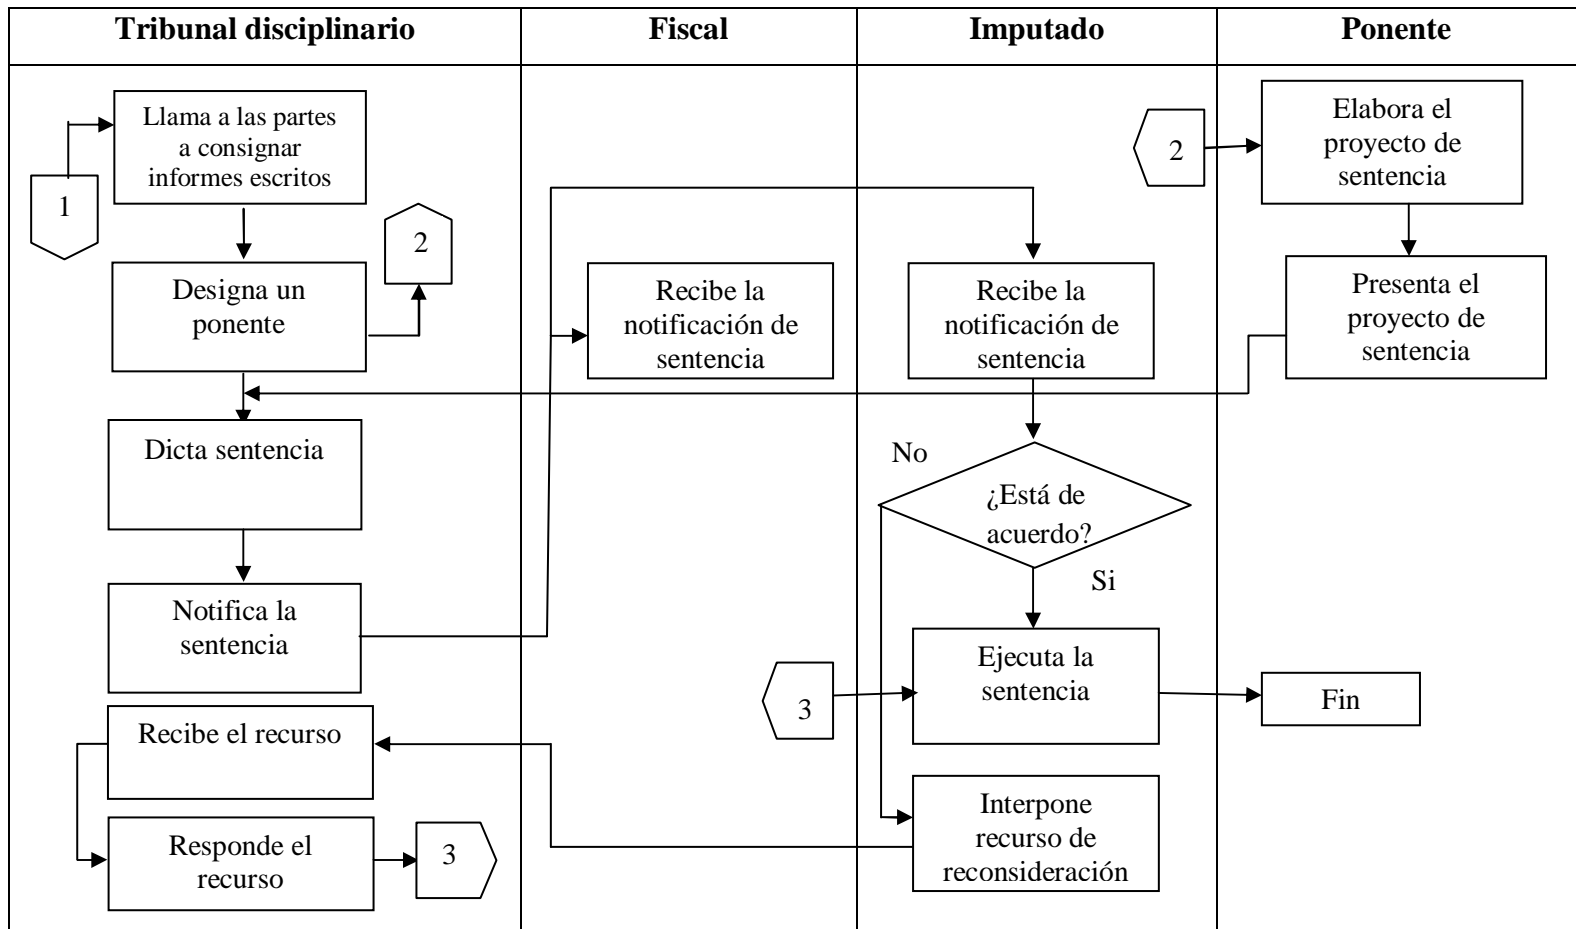 Tribunal disciplinario
Fiscal
Imputado
Ponente
Llama a las partes
a consignar
informes escritos
1
2
Designa un
ponente
Dicta sentencia
Notifica la
sentencia
Recibe el recurso
Responde el
recurso
3
Recibe la
notificación de
sentencia
Recibe la
notificación de
sentencia
No
¿Está de
acuerdo?
Si
3
Ejecuta la
sentencia
Interpone
recurso de
reconsideración
2
Elabora el
proyecto de
sentencia
Presenta el
proyecto de
sentencia
Fin